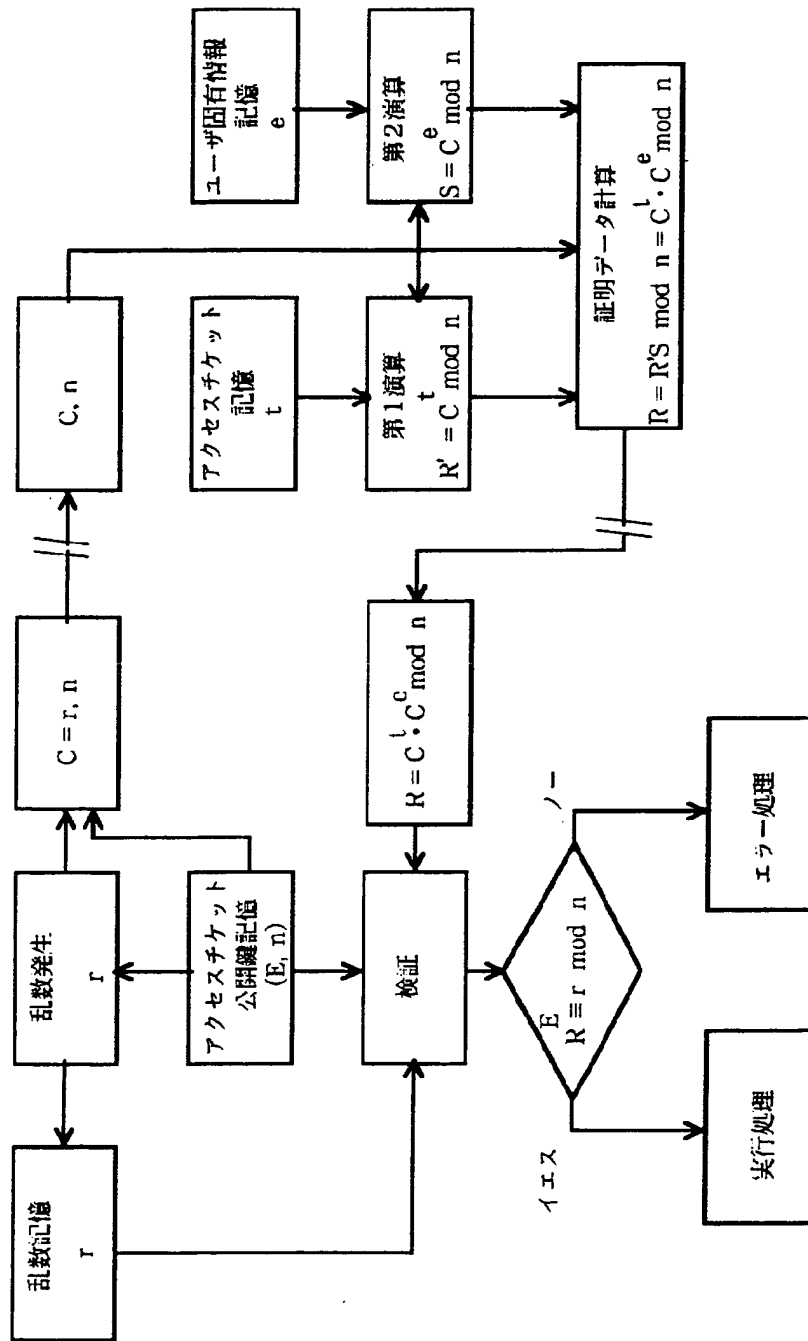 乱数記憶
r
乱数発生
r
C=r, n
C, n
アクセスチケット
公開鍵記憶
(E, n)
アクセスチケット
記憶
t
ユーザ固有情報
記憶
e
検証
R=C^t・C^e mod n
第1演算
R'=C^t mod n
第2演算
S=C^e mod n
証明データ計算
R=R'S mod n=C^t・C^e mod n
イエス
R^E≡r mod n
ノー
実行処理
エラー処理